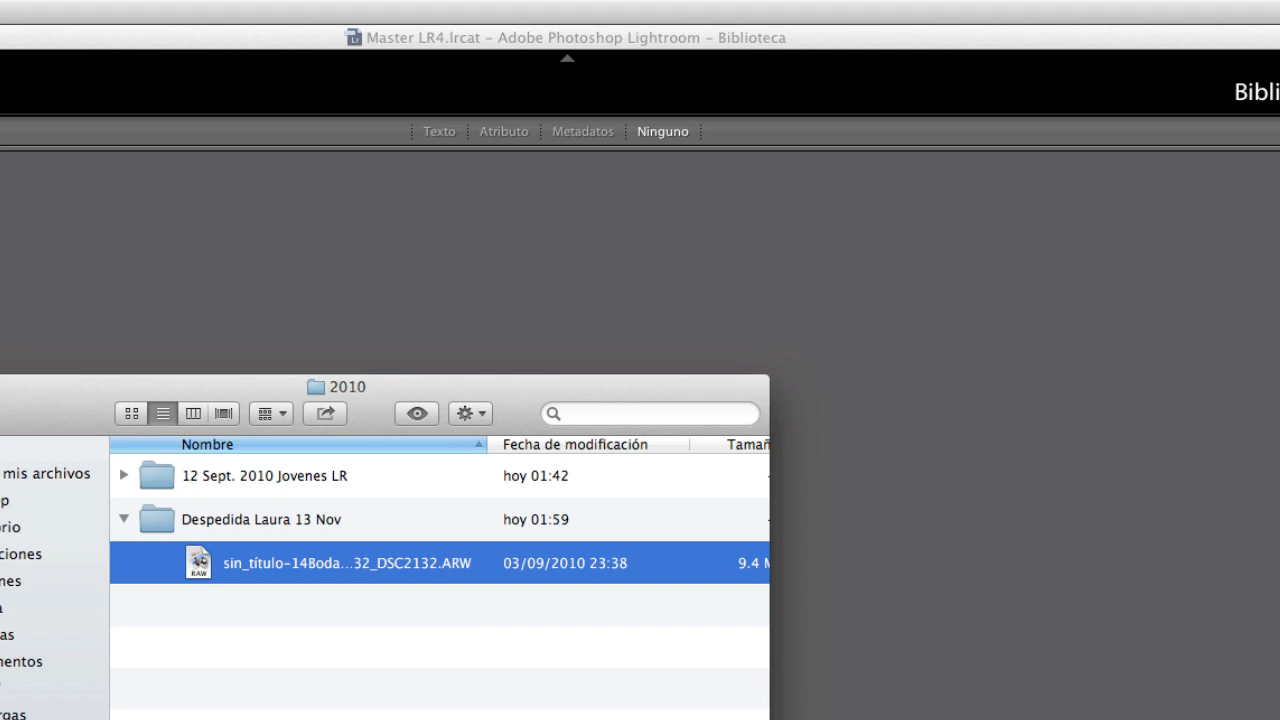 Master LR4.lrcat – Adobe Photoshop Lightroom – Biblioteca
Bibli
Texto Atributo Metadatos Ninguno
2010
Nombre Fecha de modificación Tamañ
mis archivos
12 Sept. 2010 Jovenes LR hoy 01:42
p
Despedida Laura 13 Nov hoy 01:59
rio
ciones
sin_título-14Boda...32_DSC2132.ARW 03/09/2010 23:38 9.4 M
RAW
nes
a
as
nentos
rgas